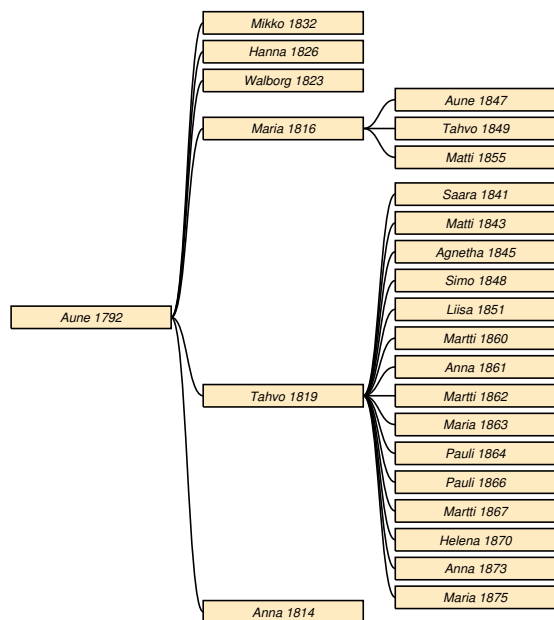 Mikko 1832
Hanna 1826
Walborg 1823
Maria 1816
Aune 1847
Tahvo 1849
Matti 1855
Saara 1841
Matti 1843
Agnetha 1845
Simo 1848
Liisa 1851
Aune 1792
Martti 1860
Anna 1861
Tahvo 1819
Martti 1862
Maria 1863
Pauli 1864
Pauli 1866
Martti 1867
Helena 1870
Anna 1873
Maria 1875
Anna 1814